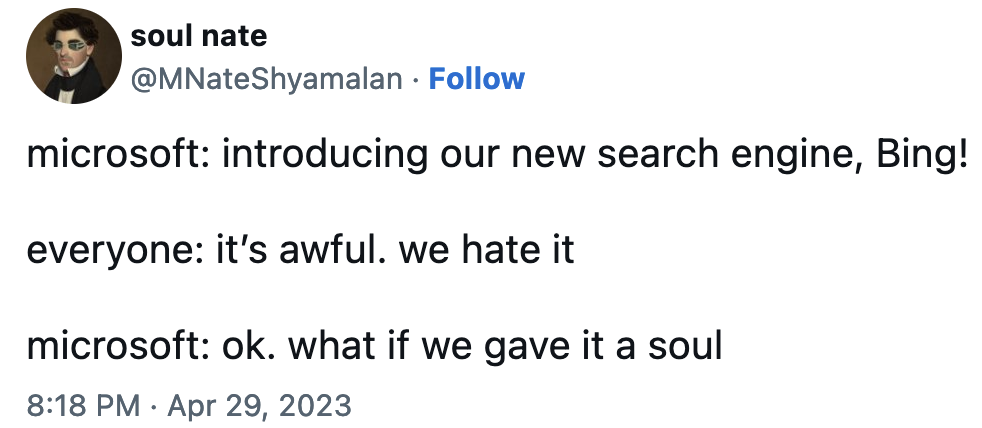 soul nate
@MNateShyamalan · Follow
microsoft: introducing our new search engine, Bing!
everyone: it’s awful. we hate it
microsoft: ok. what if we gave it a soul
8:18 PM · Apr 29, 2023